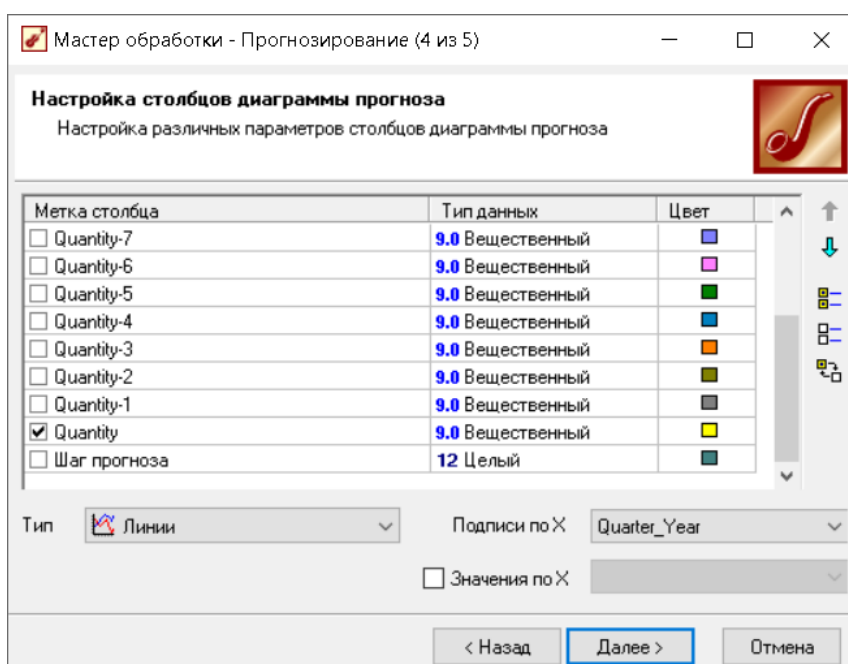 Мастер обработки - Прогнозирование (4 из 5)
Настройка столбцов диаграммы прогноза
Настройка различных параметров столбцов диаграммы прогноза
Метка столбца Тип данных Цвет
Quantity-7 9.0 Вещественный
Quantity-6 9.0 Вещественный
Quantity-5 9.0 Вещественный
Quantity-4 9.0 Вещественный
Quantity-3 9.0 Вещественный
Quantity-2 9.0 Вещественный
Quantity-1 9.0 Вещественный
Quantity 9.0 Вещественный
Шаг прогноза 12 Целый
Тип Линии Подписи по X Quarter_Year
Значения по X
< Назад Далее > Отмена